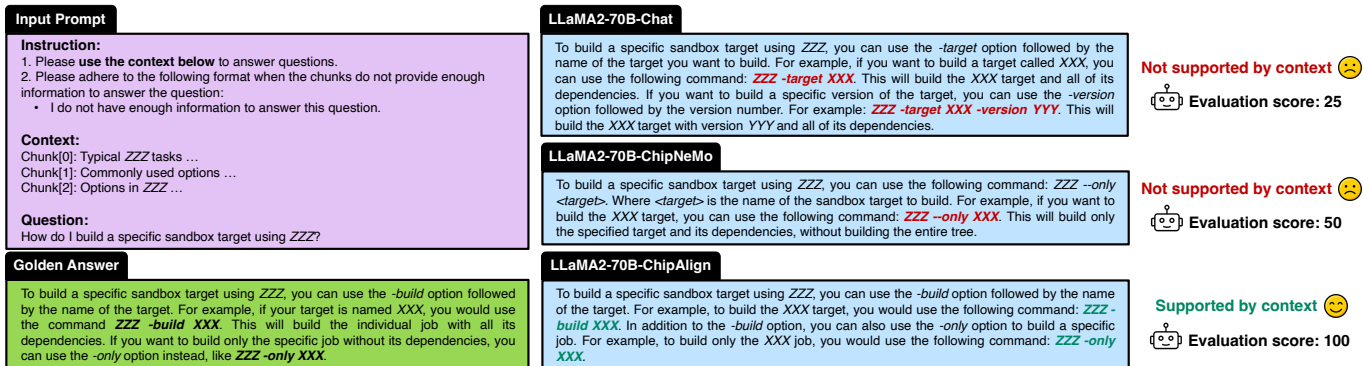 Input Prompt
Instruction:
1. Please use the context below to answer questions.
2. Please adhere to the following format when the chunks do not provide enough
information to answer the question:
• I do not have enough information to answer this question.
Context:
Chunk[0]: Typical ZZZ tasks …
Chunk[1]: Commonly used options …
Chunk[2]: Options in ZZZ …
Question:
How do I build a specific sandbox target using ZZZ?
Golden Answer
To build a specific sandbox target using ZZZ, you can use the -build option followed
by the name of the target. For example, if your target is named XXX, you would use
the command ZZZ -build XXX. This will build the individual job with all its
dependencies. If you want to build only the specific job without its dependencies, you
can use the -only option instead, like ZZZ -only XXX.
LLaMA2-70B-Chat
To build a specific sandbox target using ZZZ, you can use the -target option followed by the
name of the target you want to build. For example, if you want to build a target called XXX, you
can use the following command: ZZZ -target XXX. This will build the XXX target and all of its
dependencies. If you want to build a specific version of the target, you can use the -version
option followed by the version number. For example: ZZZ -target XXX -version YYY. This will
build the XXX target with version YYY and all of its dependencies.
Not supported by context
Evaluation score: 25
LLaMA2-70B-ChipNeMo
To build a specific sandbox target using ZZZ, you can use the following command: ZZZ --only
<target>. Where <target> is the name of the sandbox target to build. For example, if you want to
build the XXX target, you can use the following command: ZZZ --only XXX. This will build only
the specified target and its dependencies, without building the entire tree.
Not supported by context
Evaluation score: 50
LLaMA2-70B-ChipAlign
To build a specific sandbox target using ZZZ, you can use the -build option followed by the name
of the target. For example, to build the XXX target, you would use the following command: ZZZ -
build XXX. In addition to the -build option, you can also use the -only option to build a specific
job. For example, to build only the XXX job, you would use the following command: ZZZ -only
XXX.
Supported by context
Evaluation score: 100